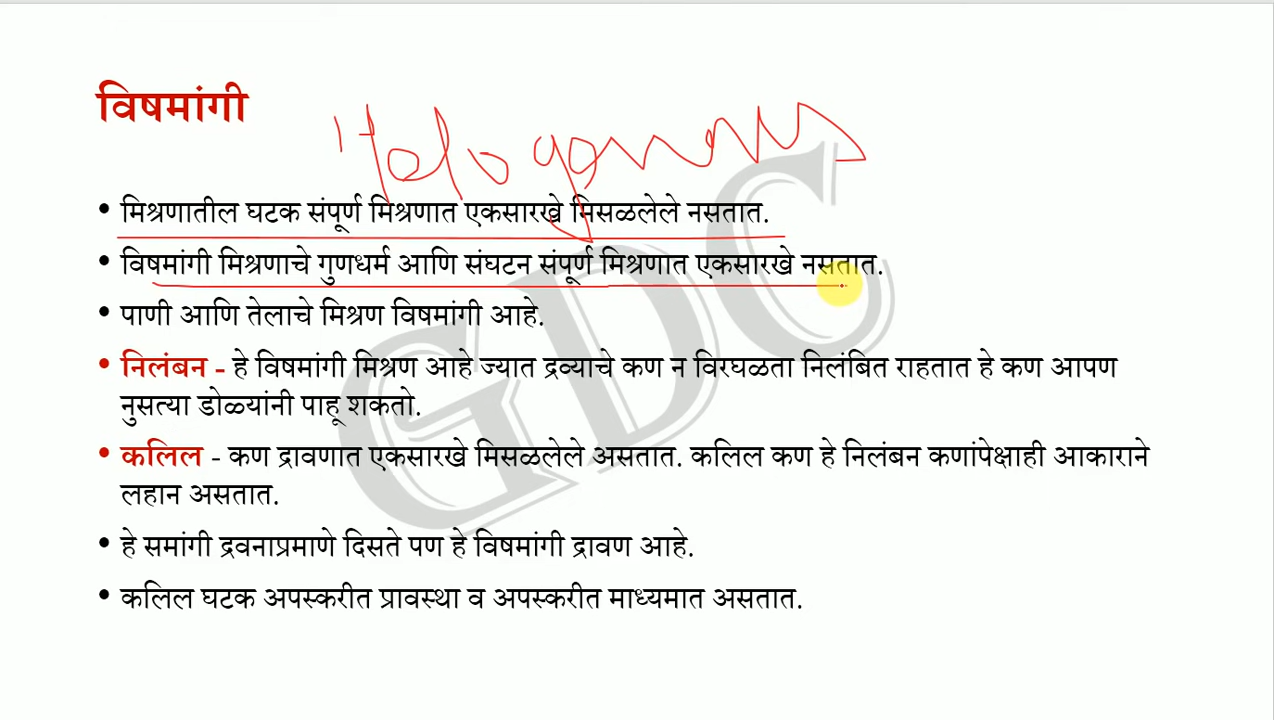 विषमांगी
• मिश्रणातील घटक संपूर्ण मिश्रणात एकसारखे मिसळलेले नसतात.
• विषमांगी मिश्रणाचे गुणधर्म आणि संघटन संपूर्ण मिश्रणात एकसारखे नसतात.
• पाणी आणि तेलाचे मिश्रण विषमांगी आहे.
• निलंबन - हे विषमांगी मिश्रण आहे ज्यात द्रव्याचे कण न विरघळता निलंबित राहतात हे कण आपण
नुसत्या डोळ्यांनी पाहू शकतो.
• कलिल - कण द्रावणात एकसारखे मिसळलेले असतात. कलिल कण हे निलंबन कणांपेक्षाही आकाराने
लहान असतात.
• हे समांगी द्रवनाप्रमाणे दिसते पण हे विषमांगी द्रावण आहे.
• कलिल घटक अपस्करीत प्रावस्था व अपस्करीत माध्यमात असतात.
GDC